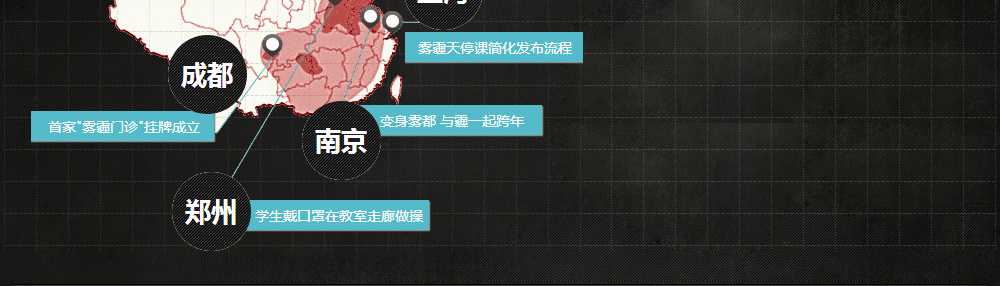 雾霾天停课简化发布流程
成都
首家"雾霾门诊"挂牌成立
变身雾都 与霾一起跨年
南京
郑州
学生戴口罩在教室走廊做操